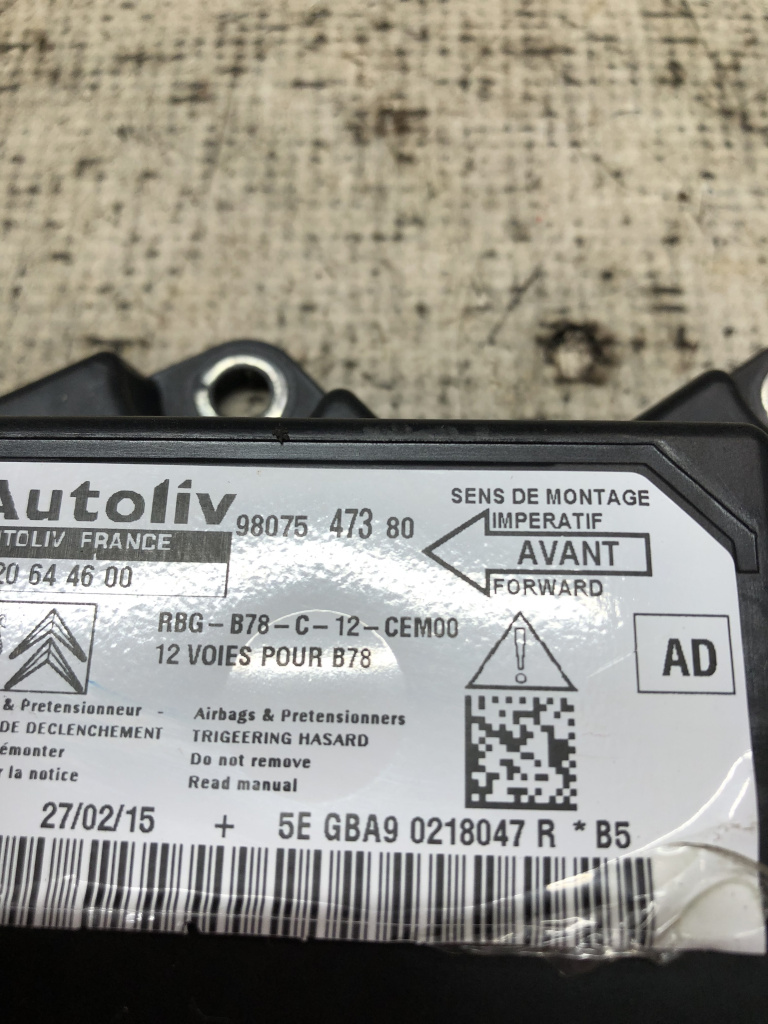 Autoliv 98075 473 80
SENS DE MONTAGE
IMPERATIF
AVANT
FORWARD
FRANCE
64 46 00
RBG-B78-C-12-CEM00
12 VOIES POUR B78
AD
& Pretensionneur -
DE DECLENCHEMENT
la notice
Airbags & Pretensionners
TRIGEERING HASARD
Do not remove
Read manual
27/02/15 + 5E GBA9 0218047 R * B5